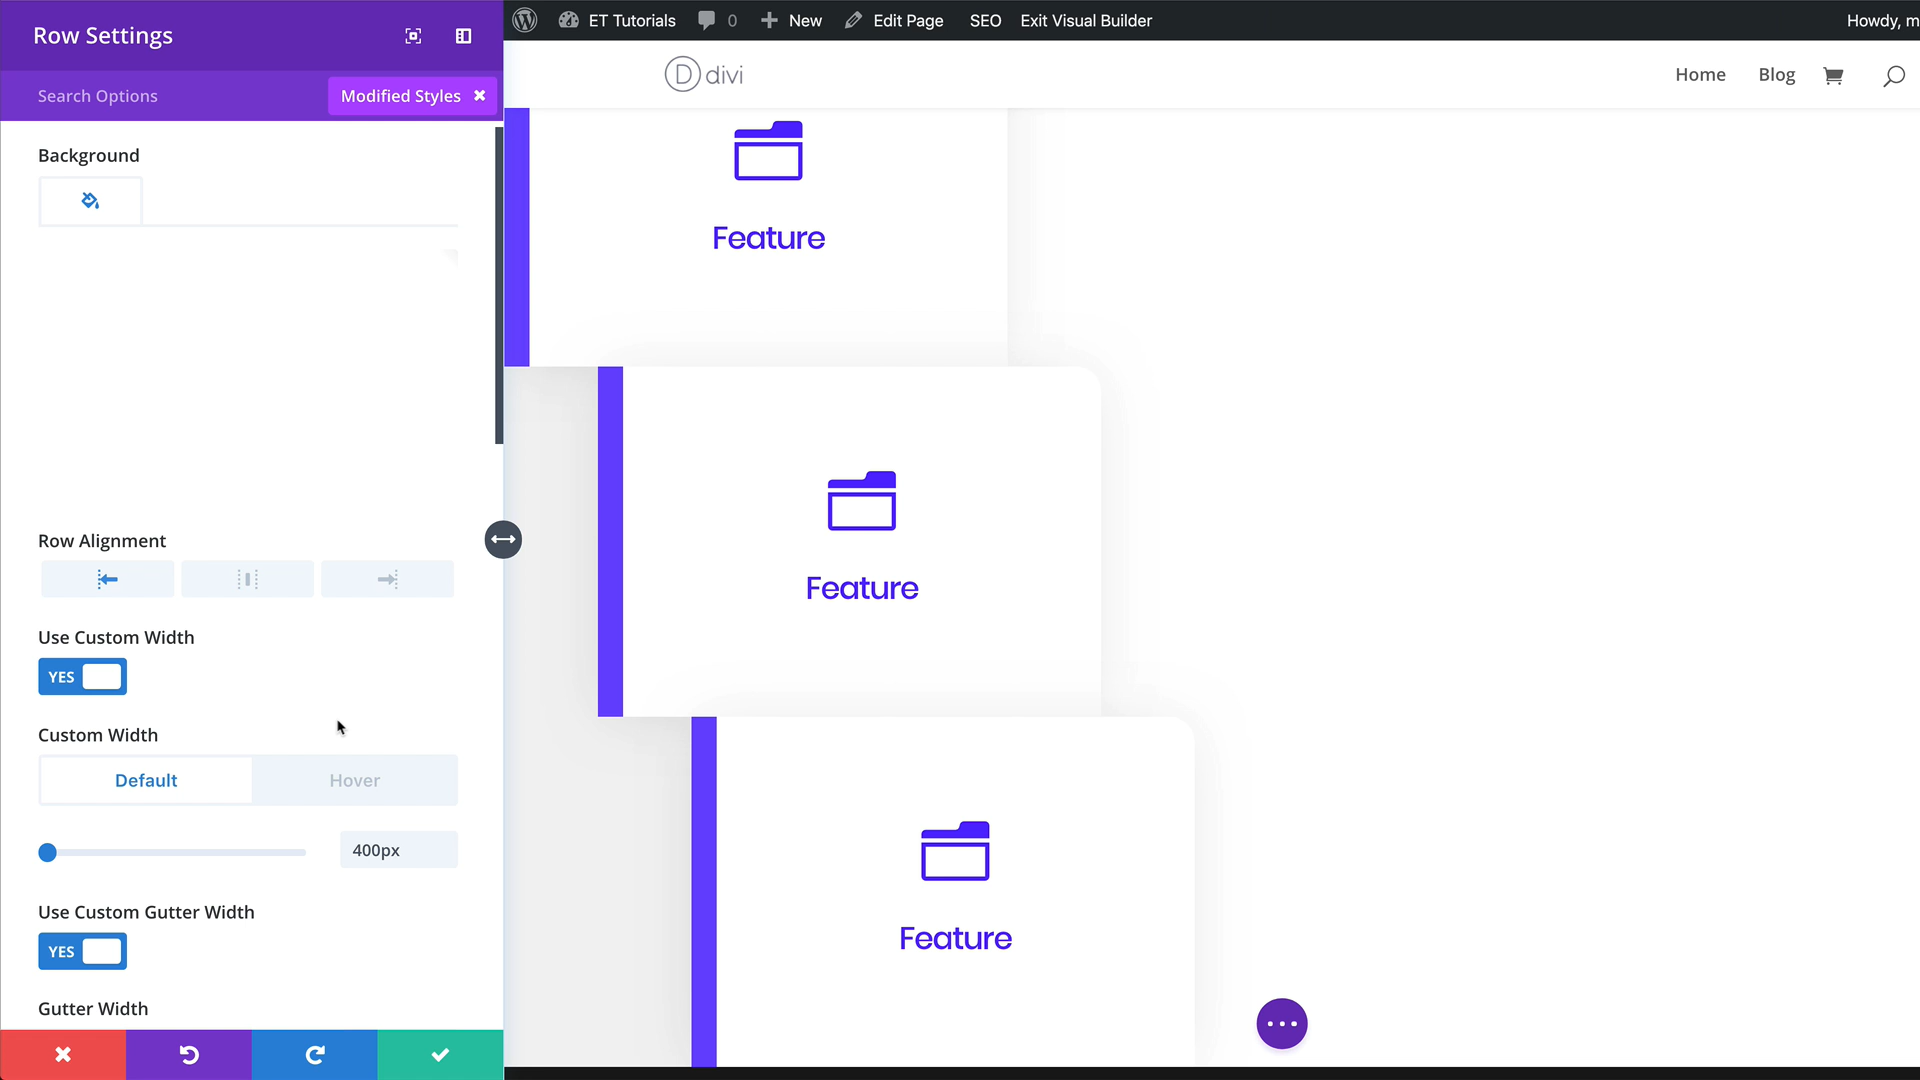 Row Settings
Search Options
Modified Styles
Background
Row Alignment
Use Custom Width
YES
Custom Width
Default
Hover
400px
Use Custom Gutter Width
YES
Gutter Width
ET Tutorials
0
New
Edit Page
SEO
Exit Visual Builder
Howdy, m
D divi
Home
Blog
Feature
Feature
Feature